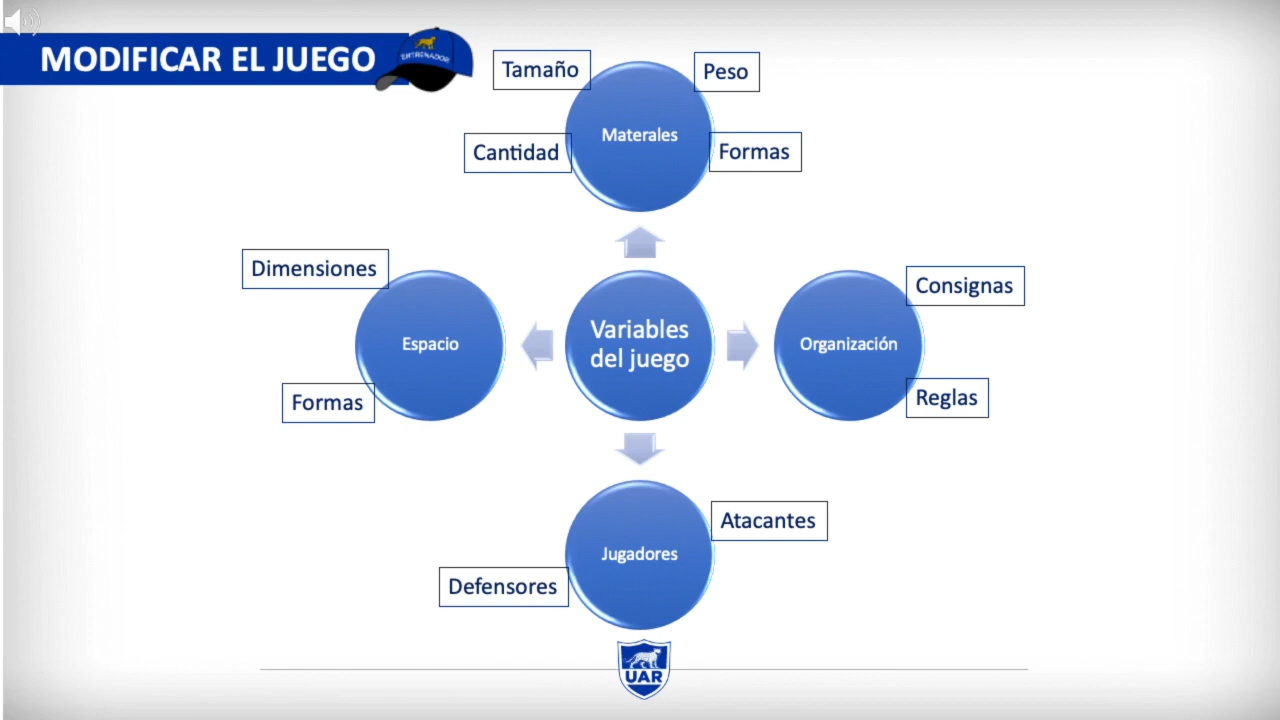 MODIFICAR EL JUEGO
ENTRENADOR
Tamaño
Peso
Materales
Cantidad
Formas
Dimensiones
Consignas
Espacio
Variables
del juego
Organización
Formas
Reglas
Atacantes
Jugadores
Defensores
UAR